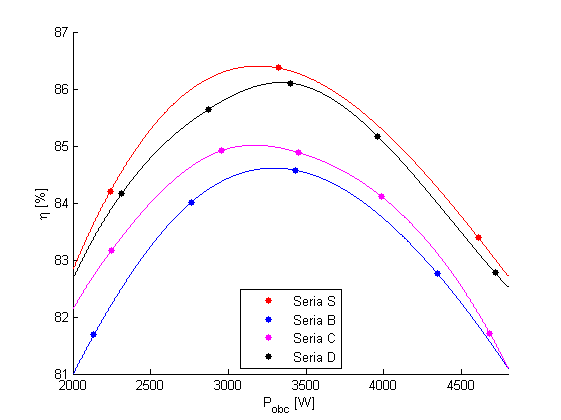 87
86
85
84
83
82
81
η [%]
Seria S
Seria B
Seria C
Seria D
2000 2500 3000 3500 4000 4500
P_obc [W]